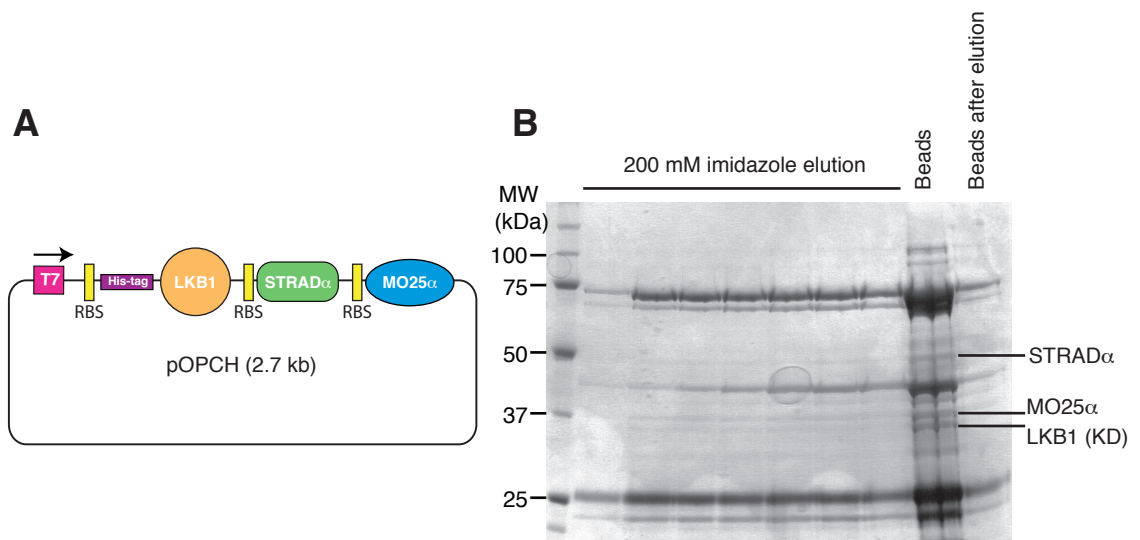 A
T7
RBS
His-tag
LKB1
RBS
STRADα
RBS
MO25α
pOPCH (2.7 kb)
B
200 mM imidazole elution
Beads
Beads after elution
MW
(kDa)
100
75
50
37
25
STRADα
MO25α
LKB1 (KD)